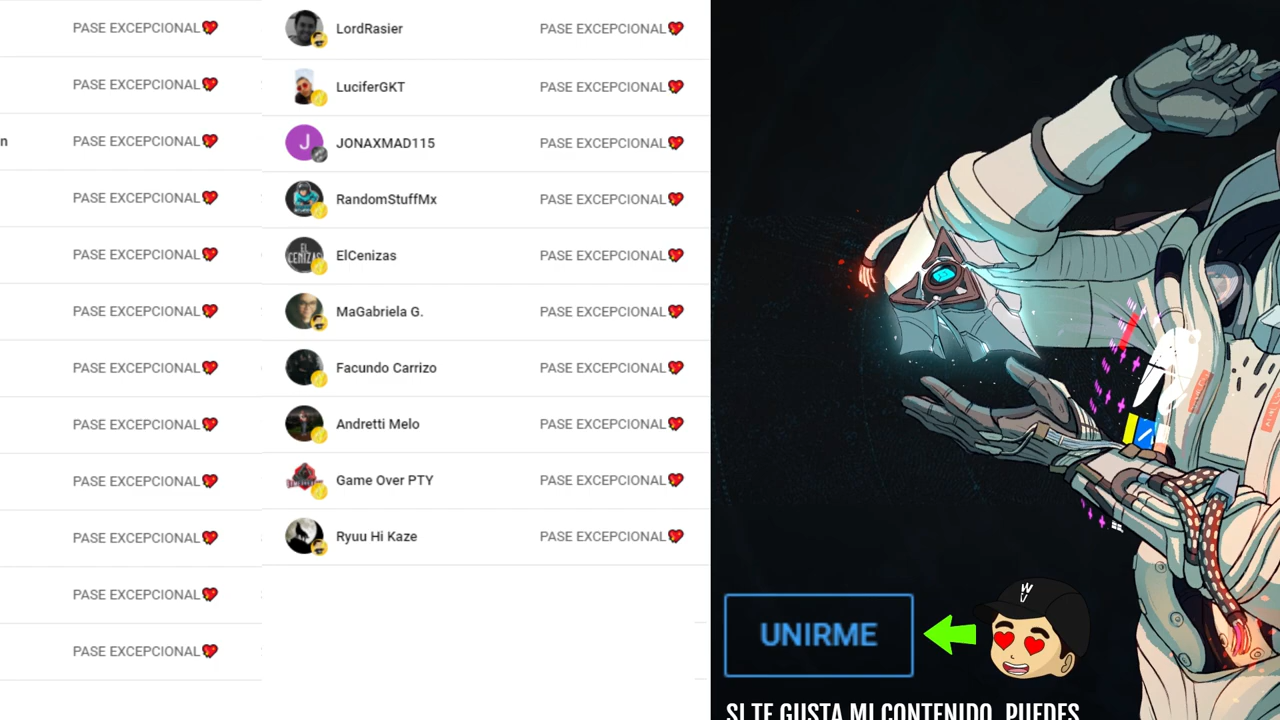 PASE EXCEPCIONAL💖
PASE EXCEPCIONAL💖
n PASE EXCEPCIONAL💖
PASE EXCEPCIONAL💖
PASE EXCEPCIONAL💖
PASE EXCEPCIONAL💖
PASE EXCEPCIONAL💖
PASE EXCEPCIONAL💖
PASE EXCEPCIONAL💖
PASE EXCEPCIONAL💖
PASE EXCEPCIONAL💖
PASE EXCEPCIONAL💖
LordRasier PASE EXCEPCIONAL💖
LuciferGKT PASE EXCEPCIONAL💖
J JONAXMAD115 PASE EXCEPCIONAL💖
RandomStuffMx PASE EXCEPCIONAL💖
EL CENIZAS ElCenizas PASE EXCEPCIONAL💖
MaGabriela G. PASE EXCEPCIONAL💖
Facundo Carrizo PASE EXCEPCIONAL💖
Andretti Melo PASE EXCEPCIONAL💖
Game Over PTY PASE EXCEPCIONAL💖
Ryuu Hi Kaze PASE EXCEPCIONAL💖
W
V
UNIRME
SI TE GUSTA MI CONTENIDO, PUEDES